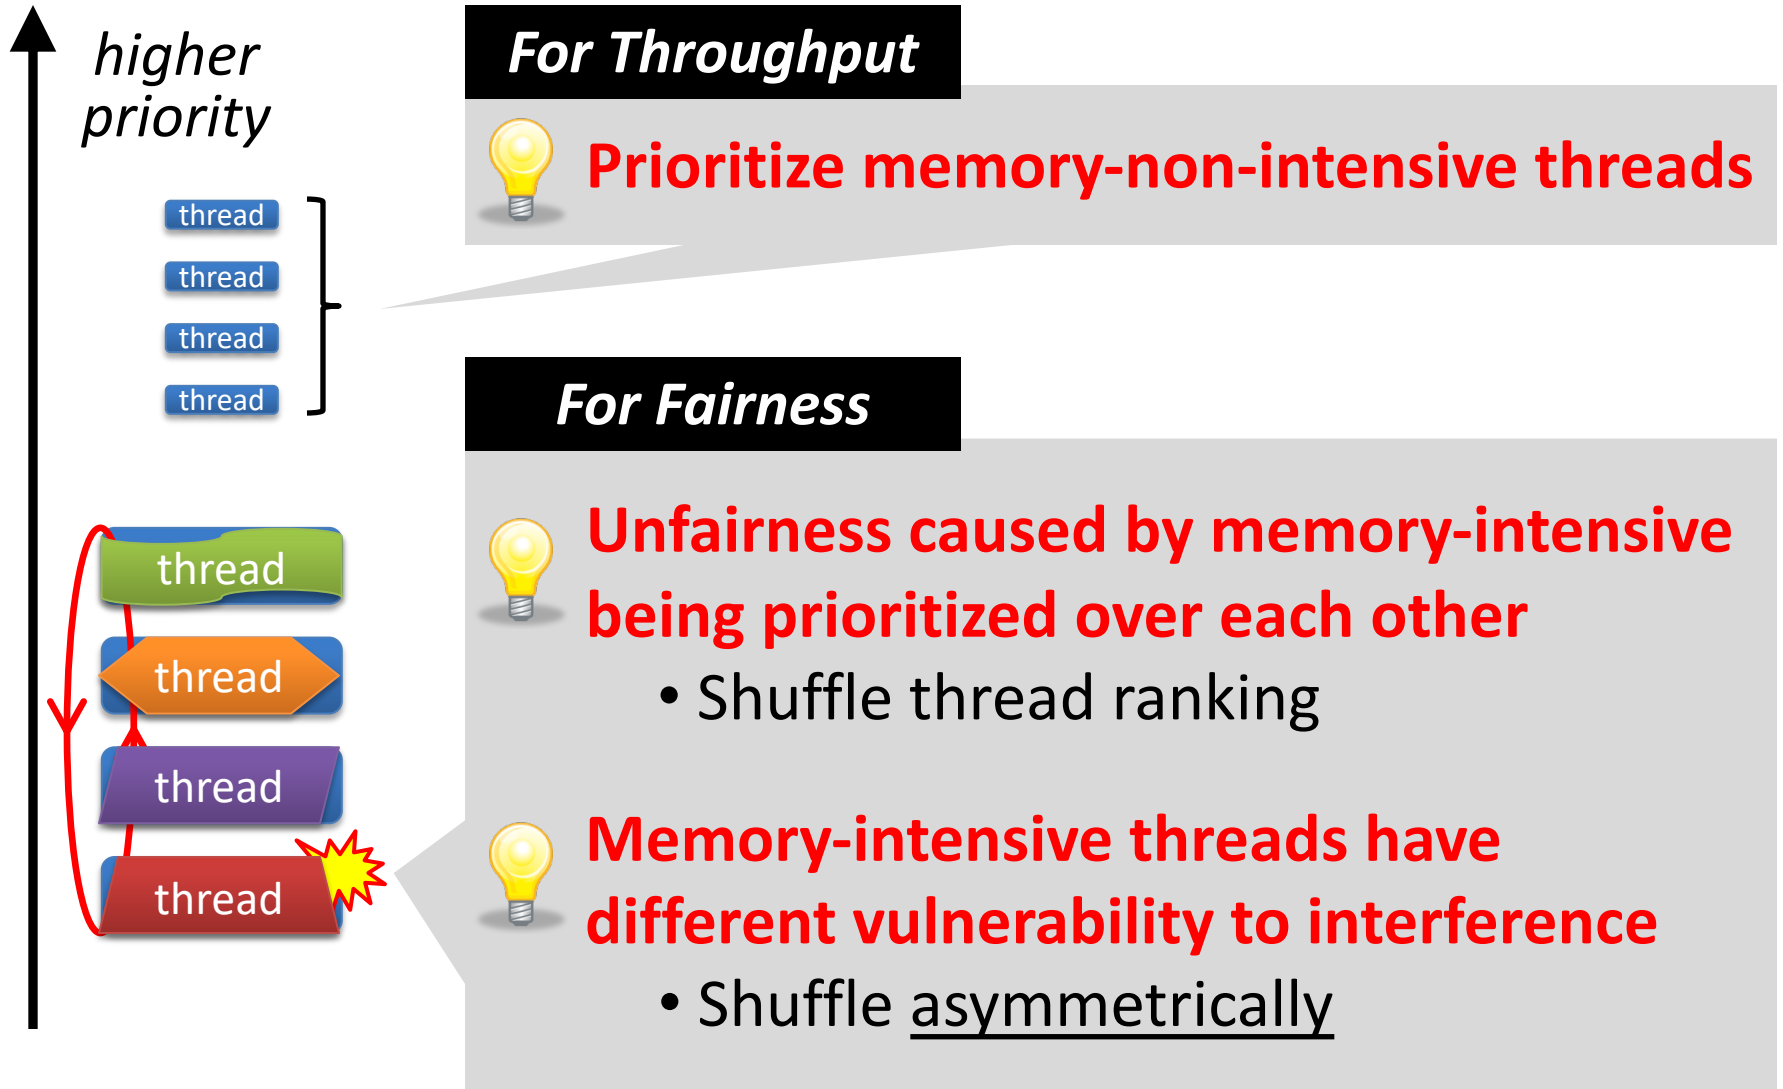 higher
priority
thread
thread
thread
thread
thread
thread
thread
thread
For Throughput
Prioritize memory-non-intensive threads
For Fairness
Unfairness caused by memory-intensive
being prioritized over each other
• Shuffle thread ranking
Memory-intensive threads have
different vulnerability to interference
• Shuffle asymmetrically